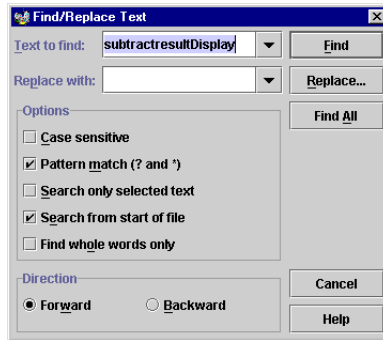 Find/Replace Text
Text to find: subtractresultDisplay Find
Replace with: Replace...
Find All
Options
Case sensitive
Pattern match (? and *)
Search only selected text
Search from start of file
Find whole words only
Direction
Forward Backward
Cancel
Help